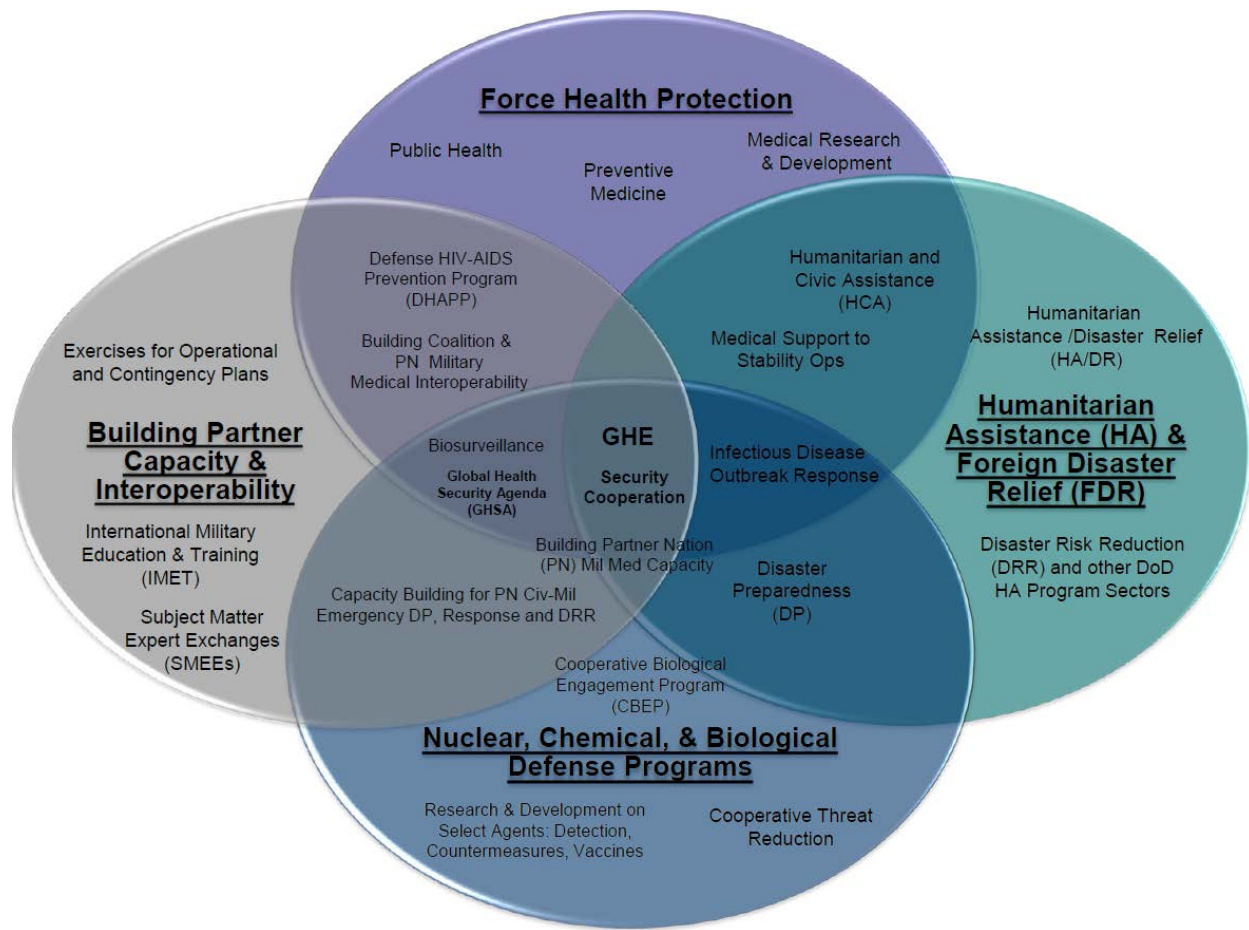 Force Health Protection
Public Health
Preventive
Medicine
Medical Research
& Development
Defense HIV-AIDS
Prevention Program
(DHAPP)
Building Coalition &
PN Military
Medical Interoperability
Humanitarian and
Civic Assistance
(HCA)
Medical Support to
Stability Ops
Exercises for Operational
and Contingency Plans
Building Partner
Capacity &
Interoperability
International Military
Education & Training
(IMET)
Subject Matter
Expert Exchanges
(SMEEs)
Humanitarian
Assistance /Disaster Relief
(HA/DR)
Humanitarian
Assistance (HA) &
Foreign Disaster
Relief (FDR)
Disaster Risk Reduction
(DRR) and other DoD
HA Program Sectors
Biosurveillance
Global Health
Security Agenda
(GHSA)
GHE
Security
Cooperation
Infectious Disease
Outbreak Response
Building Partner Nation
(PN) Mil Med Capacity
Capacity Building for PN Civ-Mil
Emergency DP, Response and DRR
Disaster
Preparedness
(DP)
Cooperative Biological
Engagement Program
(CBEP)
Nuclear, Chemical, & Biological
Defense Programs
Research & Development on
Select Agents: Detection,
Countermeasures, Vaccines
Cooperative Threat
Reduction